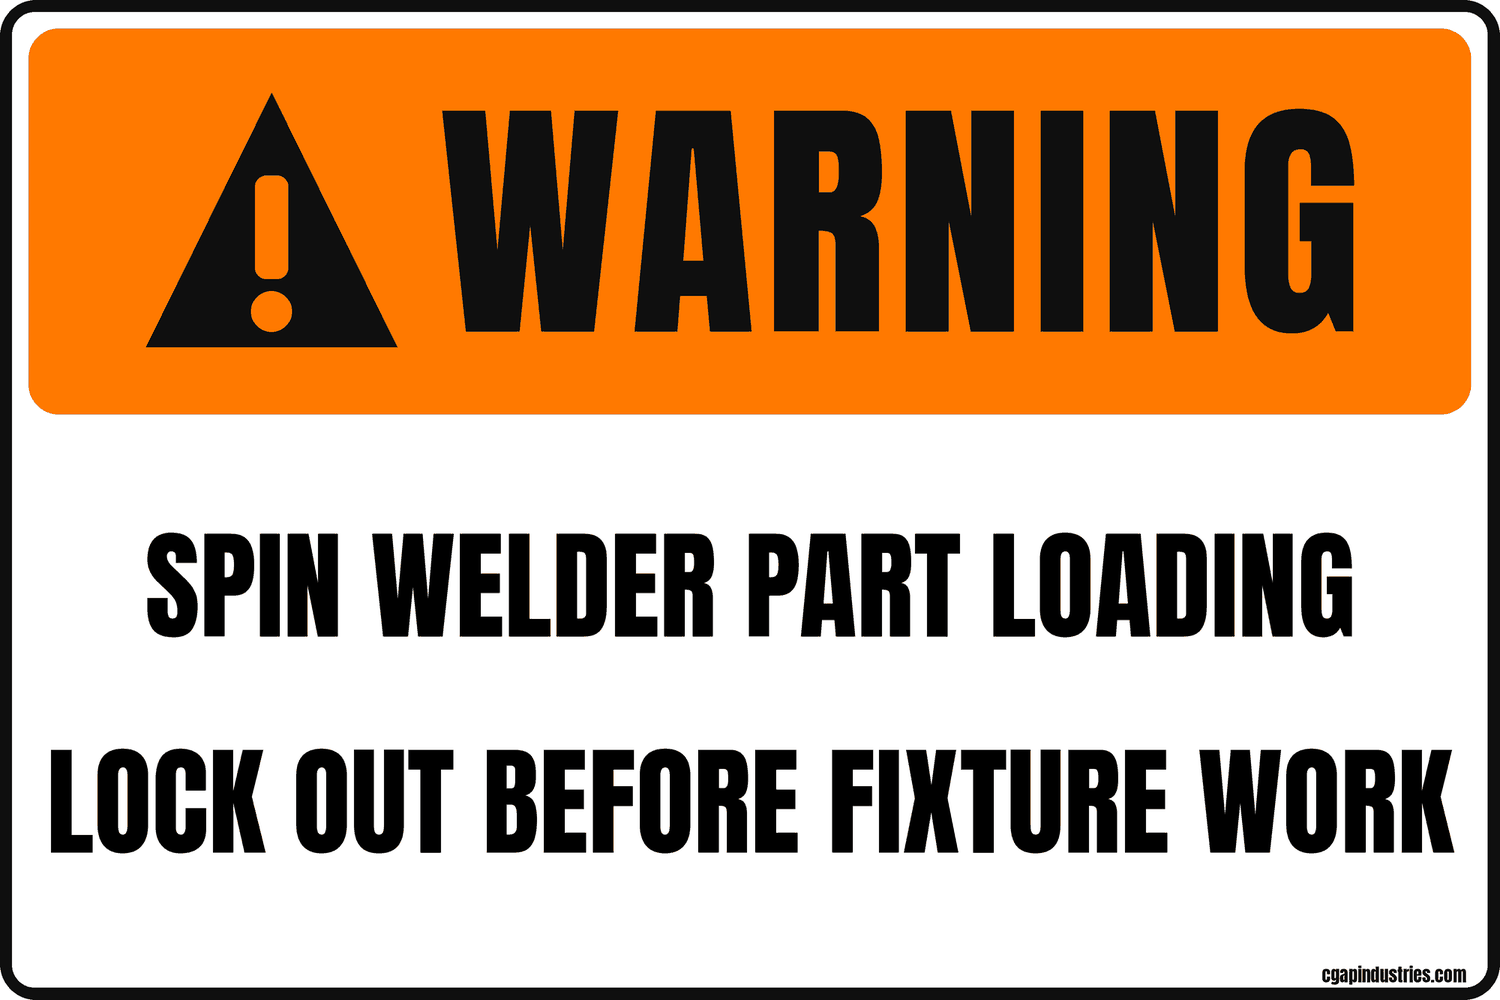 WARNING
SPIN WELDER PART LOADING
LOCK OUT BEFORE FIXTURE WORK
cgapindustries.com